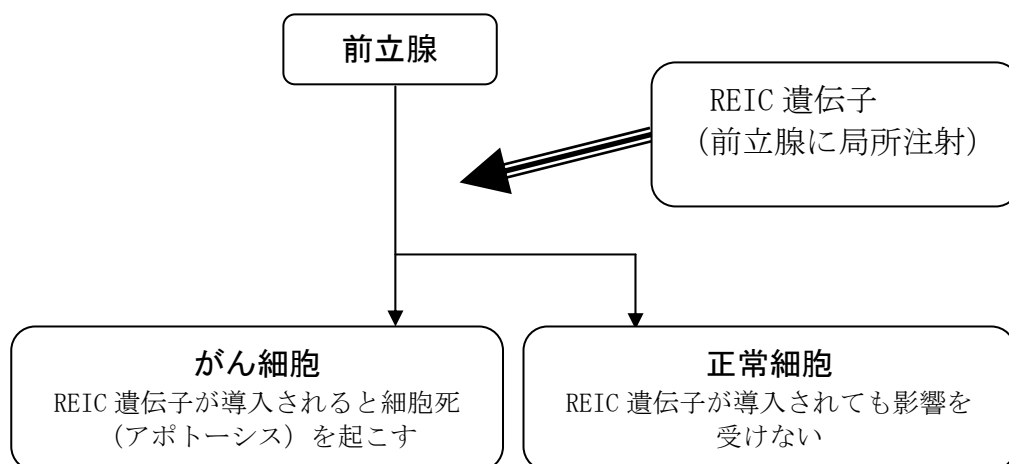 前立腺
REIC 遺伝子
(前立腺に局所注射)
がん細胞
REIC 遺伝子が導入されると細胞死
(アポトーシス)を起こす
正常細胞
REIC 遺伝子が導入されても影響を
受けない